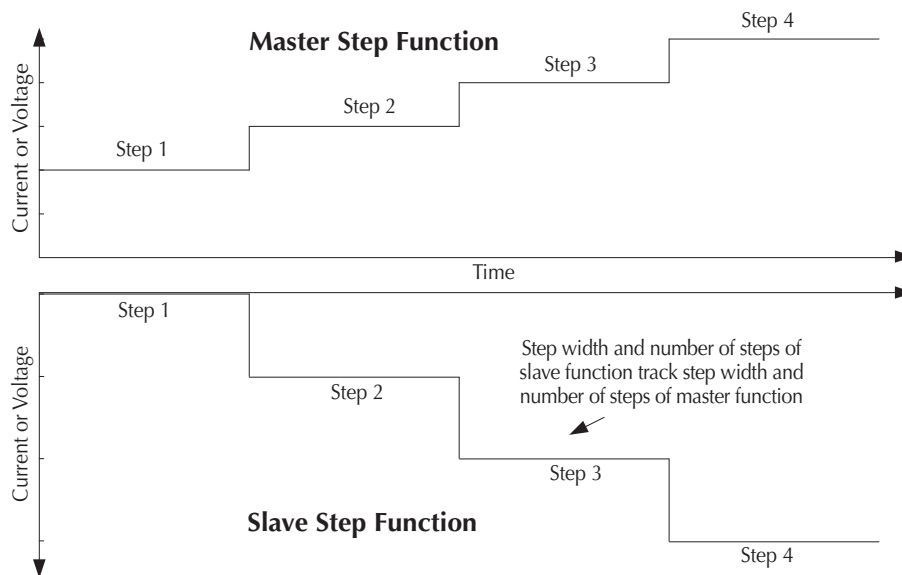 Step 4
Master Step Function
Step 3
Step 2
Step 1
Current or Voltage
Time
Step 1
Step width and number of steps of
slave function track step width and
number of steps of master function
Step 2
Current or Voltage
Step 3
Slave Step Function
Step 4